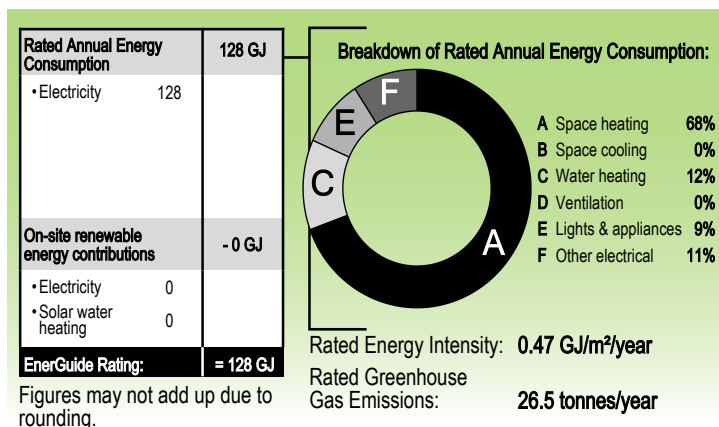 Rated Annual Energy
Consumption
128 GJ
• Electricity 128
On-site renewable
energy contributions
- 0 GJ
• Electricity 0
• Solar water
heating
0
EnerGuide Rating: = 128 GJ
Figures may not add up due to
rounding.
Breakdown of Rated Annual Energy Consumption:
F
E
C
A
A Space heating 68%
B Space cooling 0%
C Water heating 12%
D Ventilation 0%
E Lights & appliances 9%
F Other electrical 11%
Rated Energy Intensity: 0.47 GJ/m²/year
Rated Greenhouse
Gas Emissions: 26.5 tonnes/year